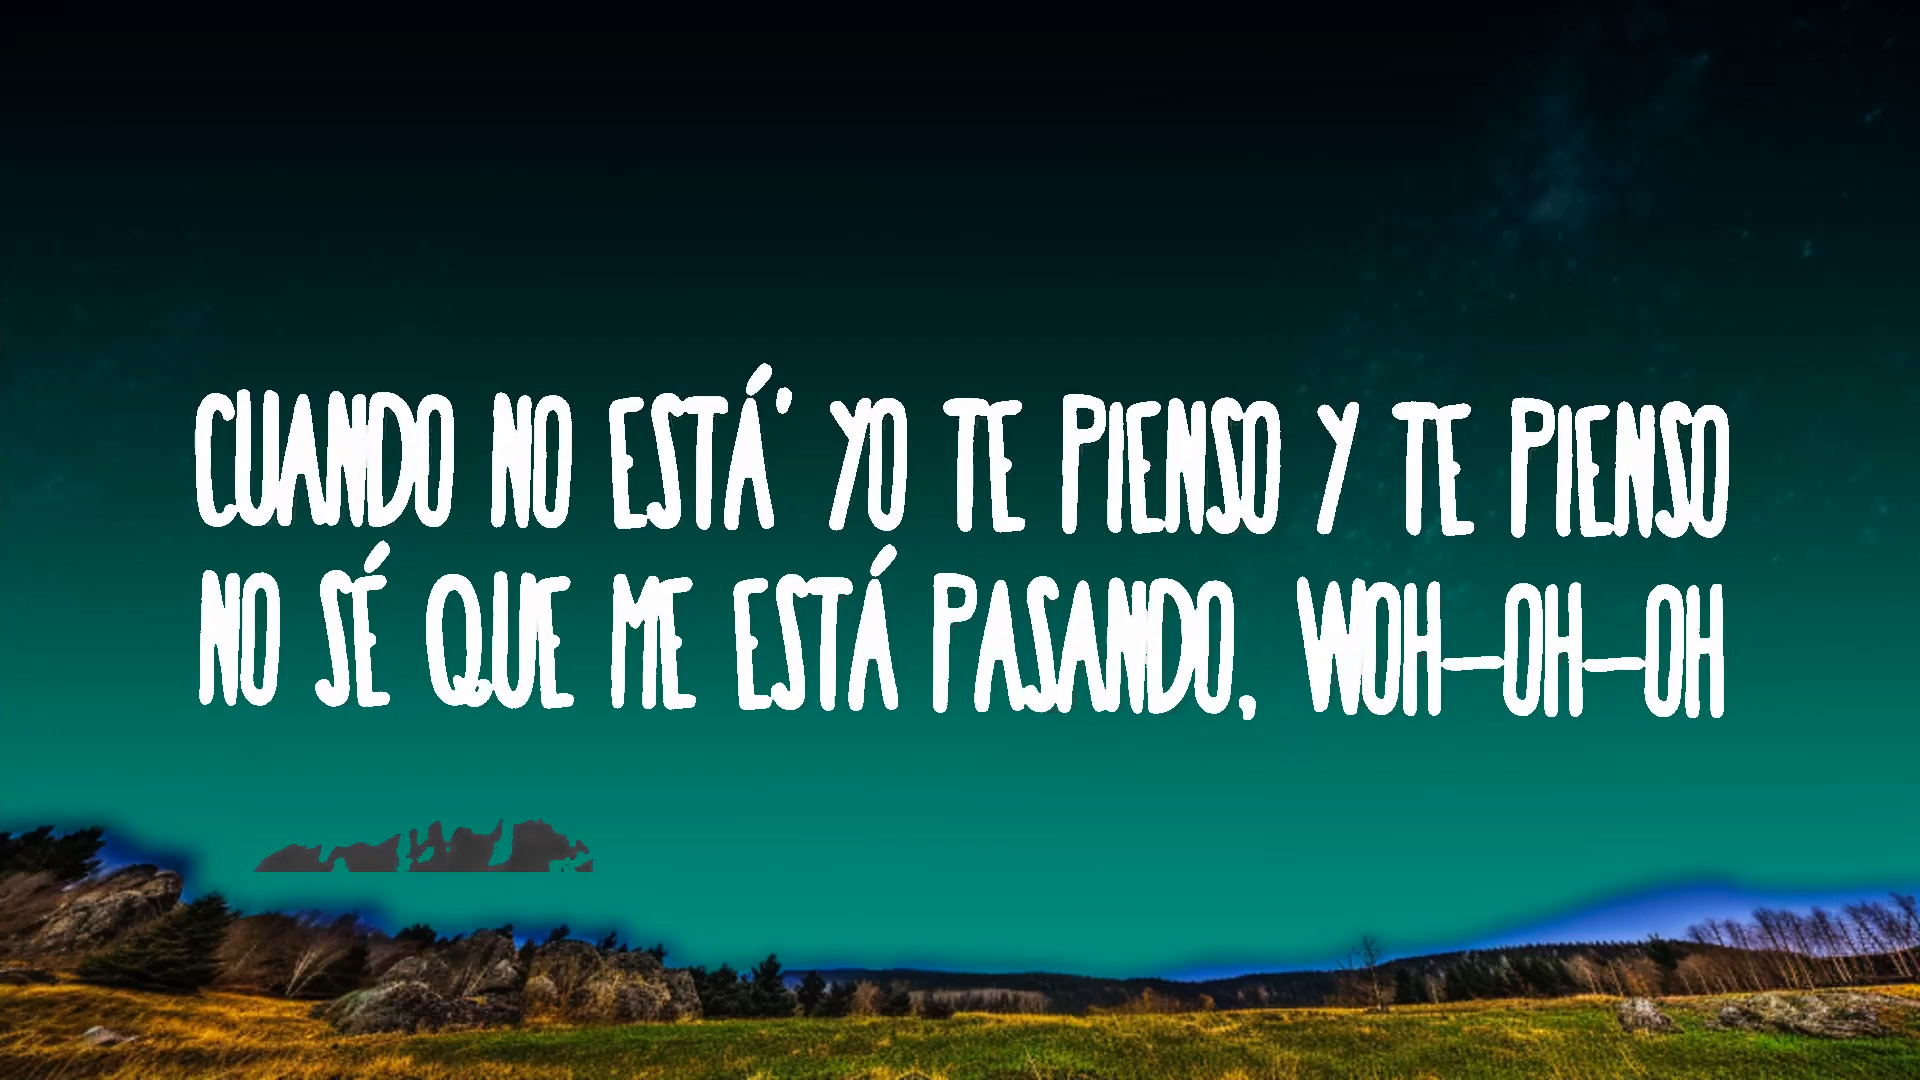 CUANDO NO ESTÁ' YO TE PIENSO Y TE PIENSO
NO SÉ QUE ME ESTÁ PASANDO, WOH-OH-OH